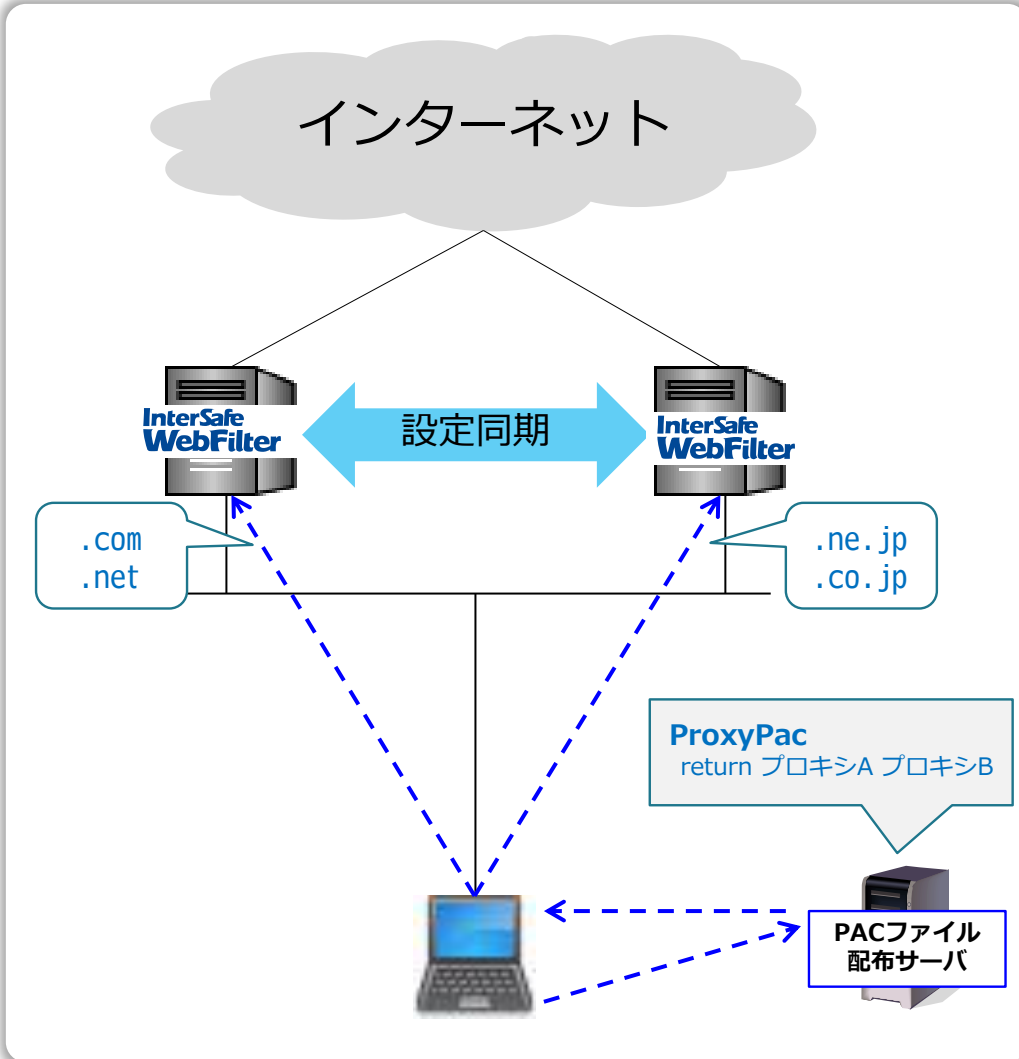 インターネット
InterSafe
WebFilter
設定同期
InterSafe
WebFilter
.com
.net
.ne.jp
.co.jp
ProxyPac
return プロキシA プロキシB
PACファイル
配布サーバ